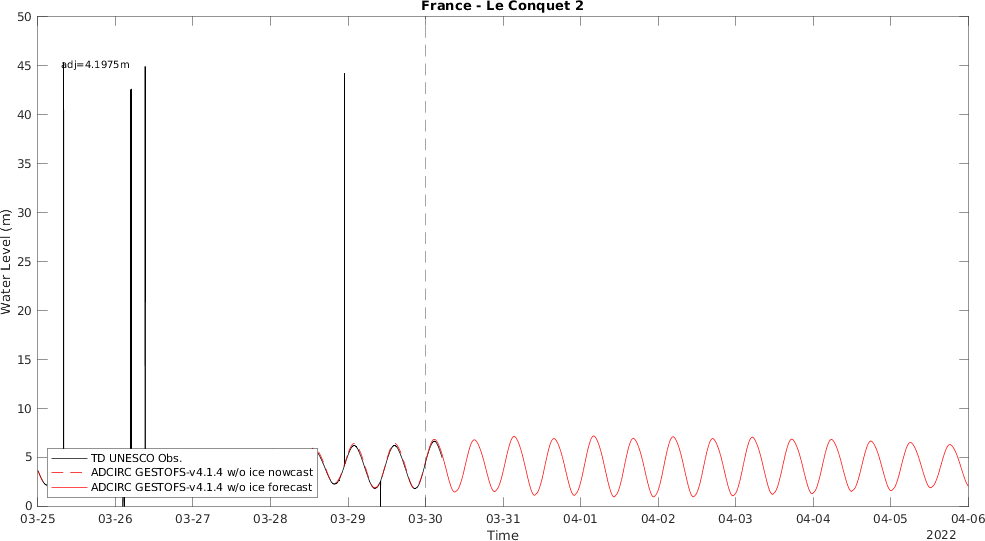 France - Le Conquet 2
adj=4.1975m
50
45
40
35
30
25
20
15
10
5
0
Water Level (m)
TD UNESCO Obs.
ADCIRC GESTOFS-v4.1.4 w/o ice nowcast
ADCIRC GESTOFS-v4.1.4 w/o ice forecast
03-25 03-26 03-27 03-28 03-29 03-30 03-31 04-01 04-02 04-03 04-04 04-05 04-06
Time
2022